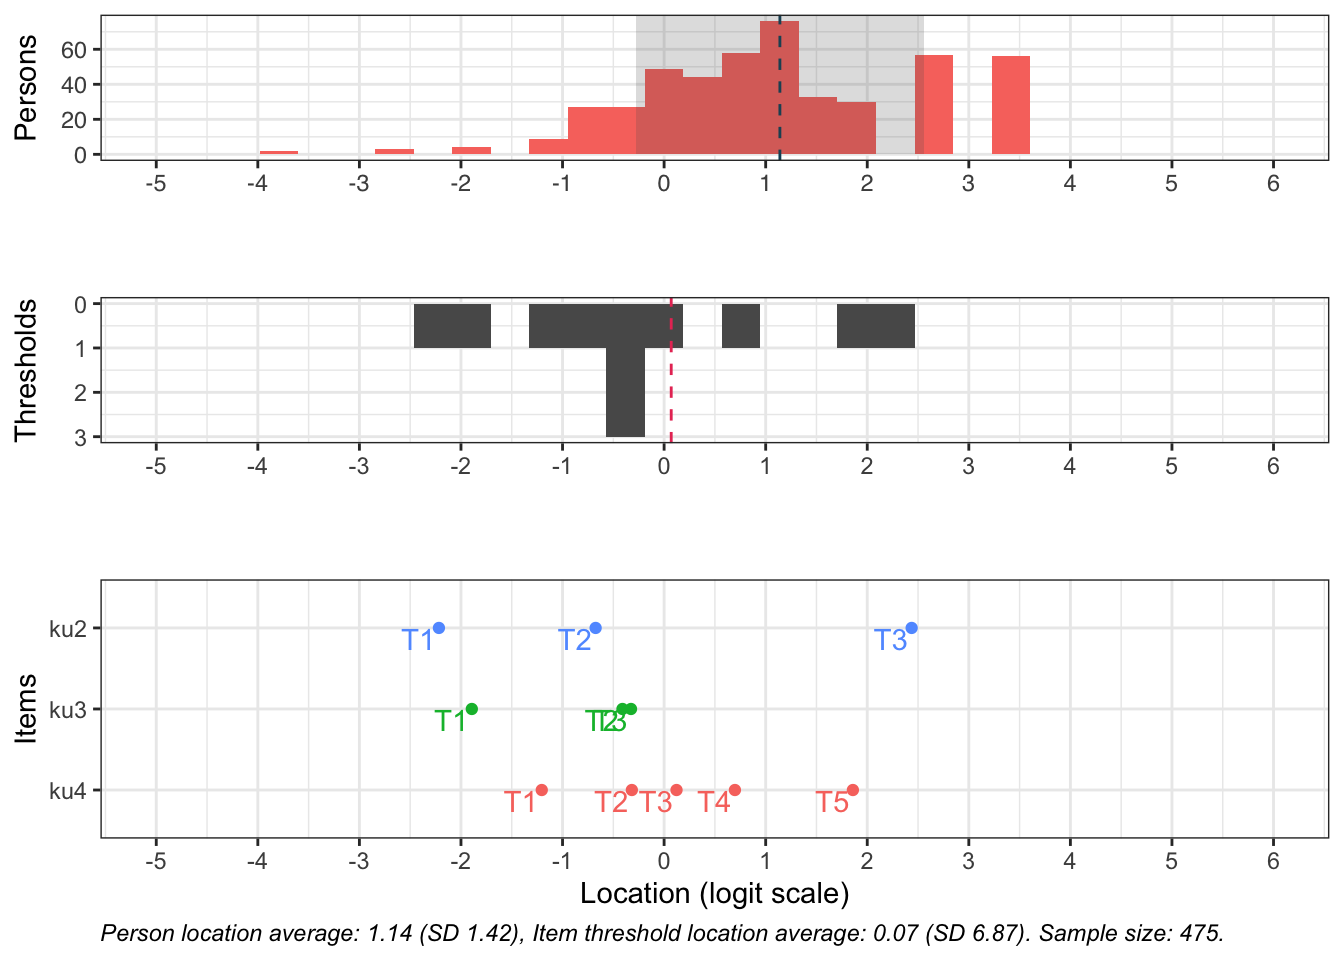 Persons
60
40
20
0
-5 -4 -3 -2 -1 0 1 2 3 4 5 6
Thresholds
0
1
2
3
-5 -4 -3 -2 -1 0 1 2 3 4 5 6
Items
ku2
T1 T2 T3
ku3
T1 T2 T3
ku4
T1 T2 T3 T4 T5
-5 -4 -3 -2 -1 0 1 2 3 4 5 6
Location (logit scale)
Person location average: 1.14 (SD 1.42), Item threshold location average: 0.07 (SD 6.87). Sample size: 475.